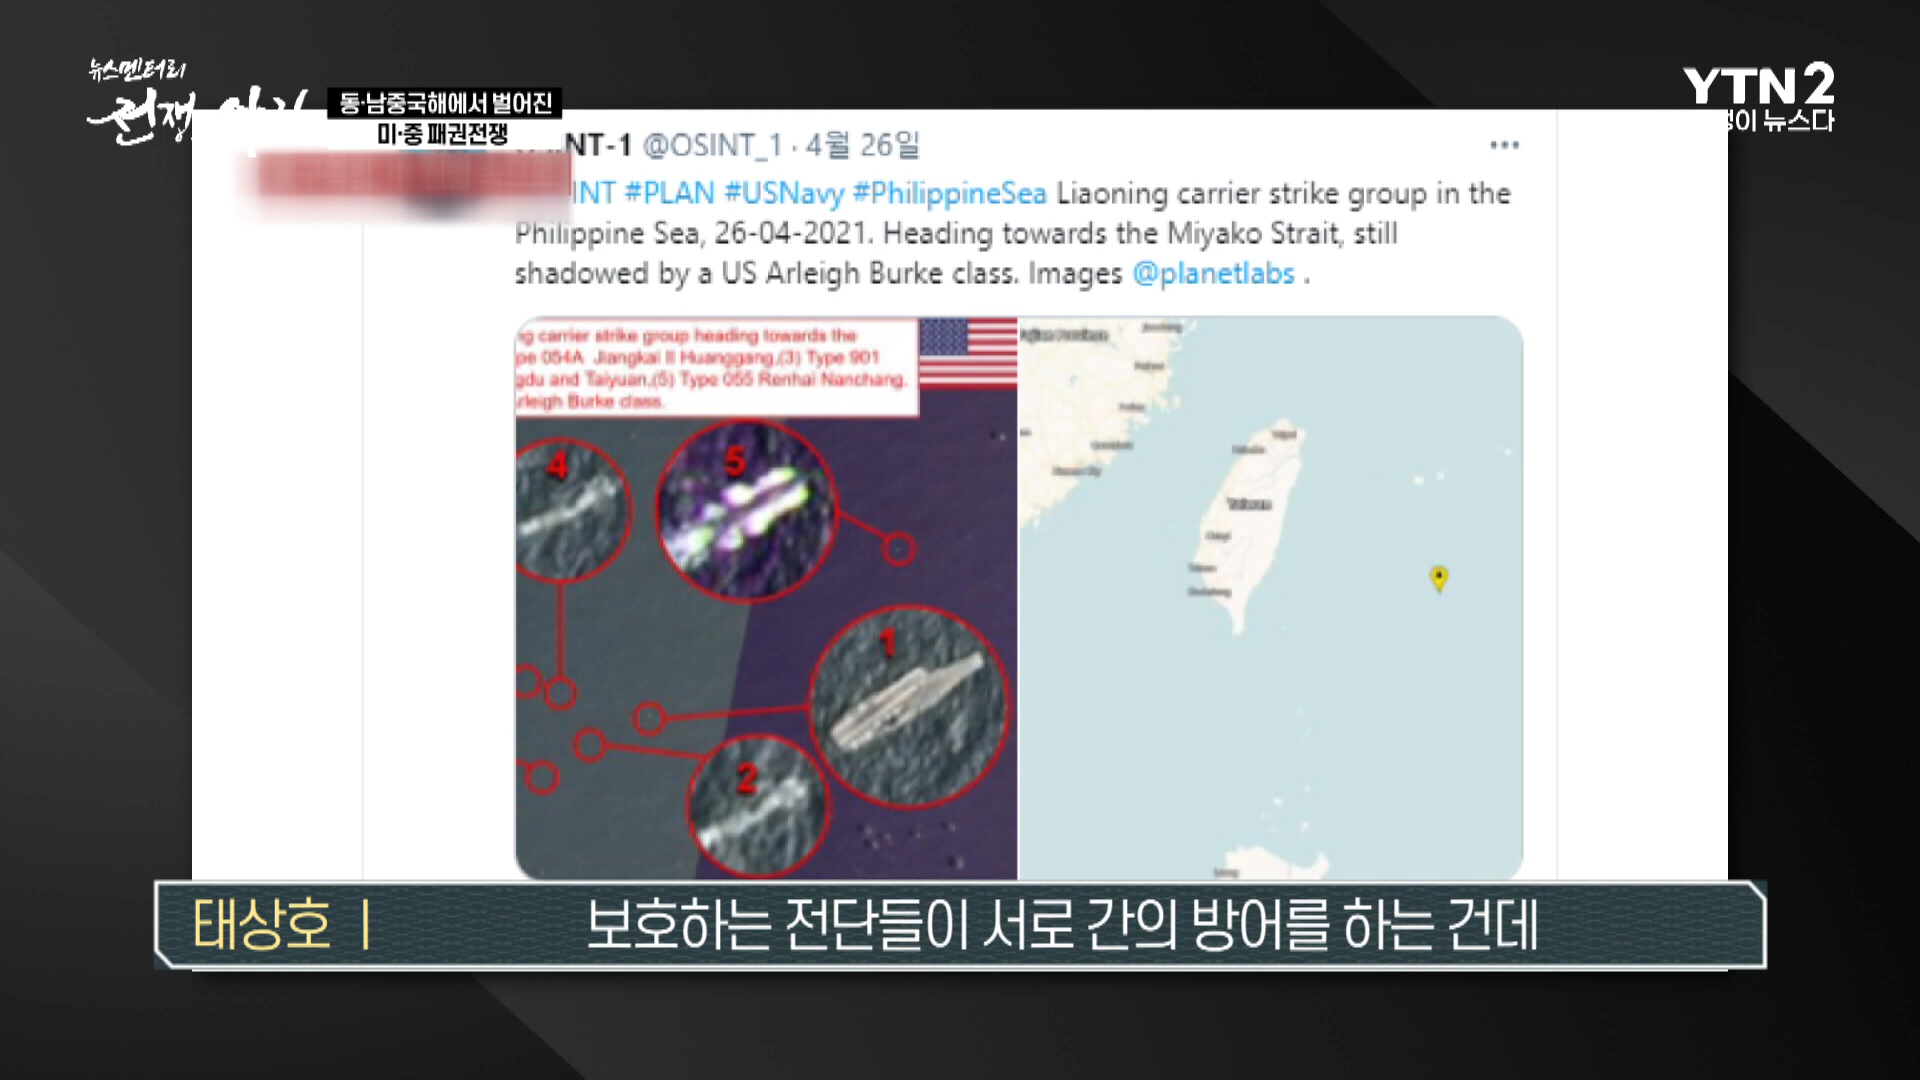 뉴스멘터리
전쟁
동·남중국해에서 벌어진
미·중 패권전쟁
YTN2
이 뉴스다
NT-1 @OSINT_1 · 4월 26일
INT #PLAN #USNavy #PhilippineSea Liaoning carrier strike group in the
Philippine Sea, 26-04-2021. Heading towards the Miyako Strait, still
shadowed by a US Arleigh Burke class. Images @planetlabs .
ng carrier strike group heading towards the
pe 054A Jiangkai II Huanggang,(3) Type 901
gdu and Taiyuan,(5) Type 055 Renhai Nanchang.
rleigh Burke class.
4
5
1
2
Taiwan
태상호 |
보호하는 전단들이 서로 간의 방어를 하는 건데